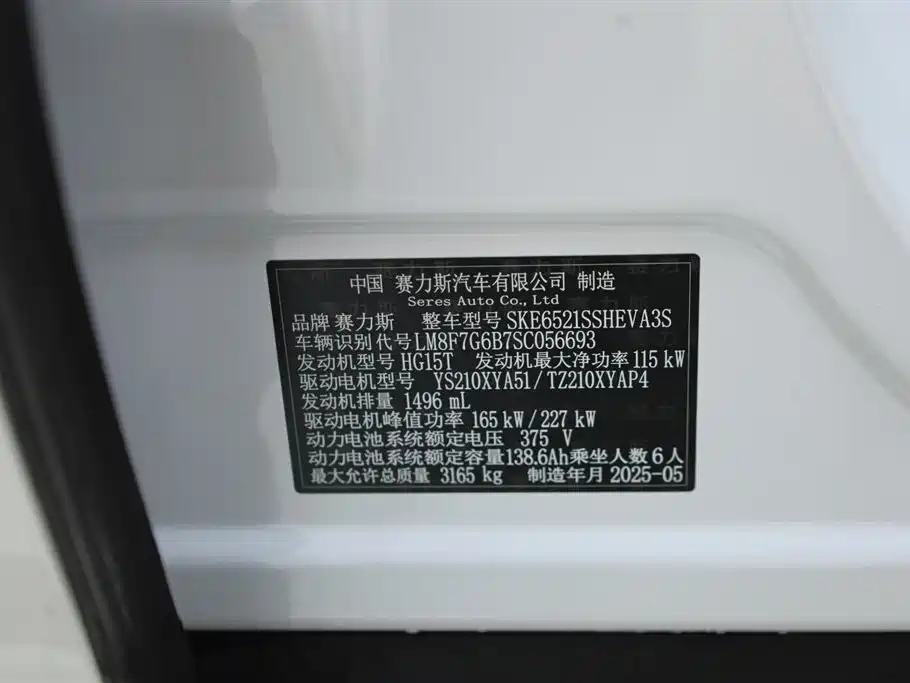 中国 赛力斯汽车有限公司 制造
Seres Auto Co., Ltd
品牌 赛力斯 整车型号 SKE6521SSHEVA3S
车辆识别代号 LM8F7G6B7SC056693
发动机型号 HG15T 发动机最大净功率 115 kW
驱动电机型号 YS210XYA51/TZ210XYAP4
发动机排量 1496 mL
驱动电机峰值功率 165 kW/227 kW
动力电池系统额定电压 375 V
动力电池系统额定容量138.6Ah乘坐人数6人
最大允许总质量 3165 kg 制造年月 2025-05